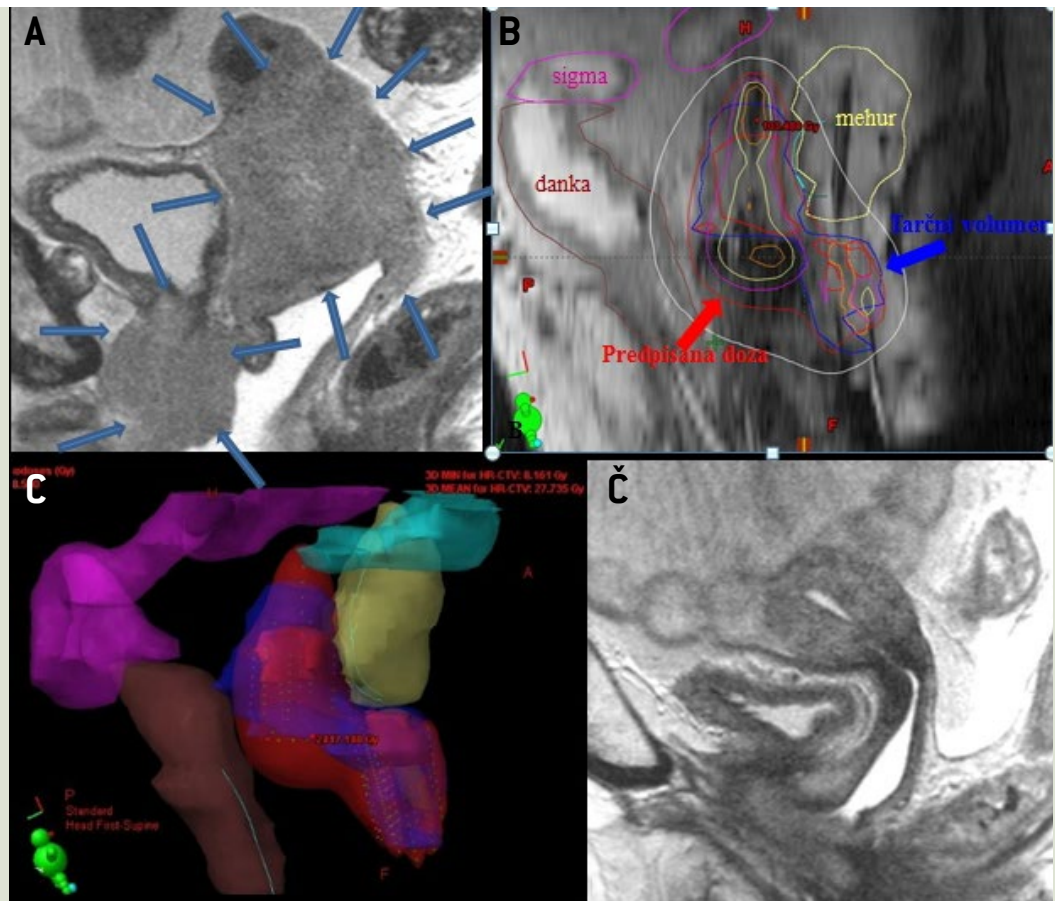 A
B
H
sigma
mehur
danka
A
Tarčni volumen
P
Predpisana doza
F
B
C
3D MIN for HR-CTV: 8.161 Gy
3D MEAN for HR-CTV: 27.735 Gy
A
P
Standard
Head First-Supine
F
Č